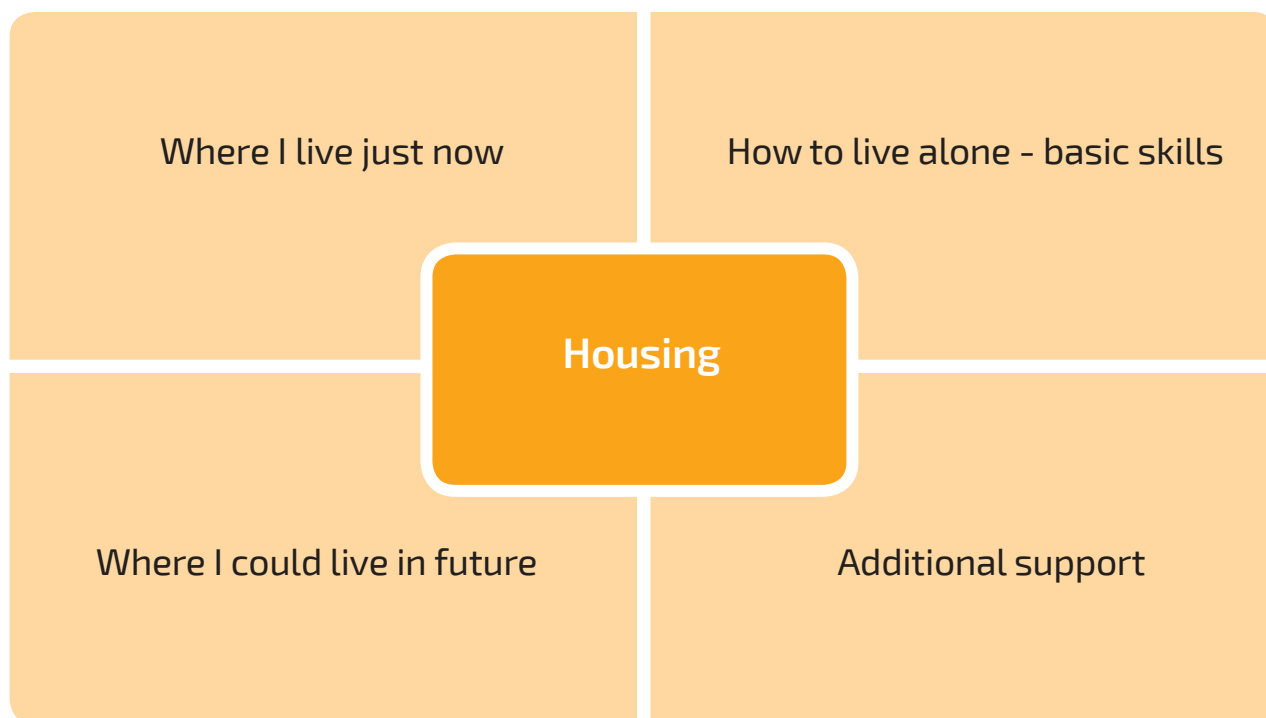 Where I live just now
How to live alone - basic skills
Housing
Where I could live in future
Additional support